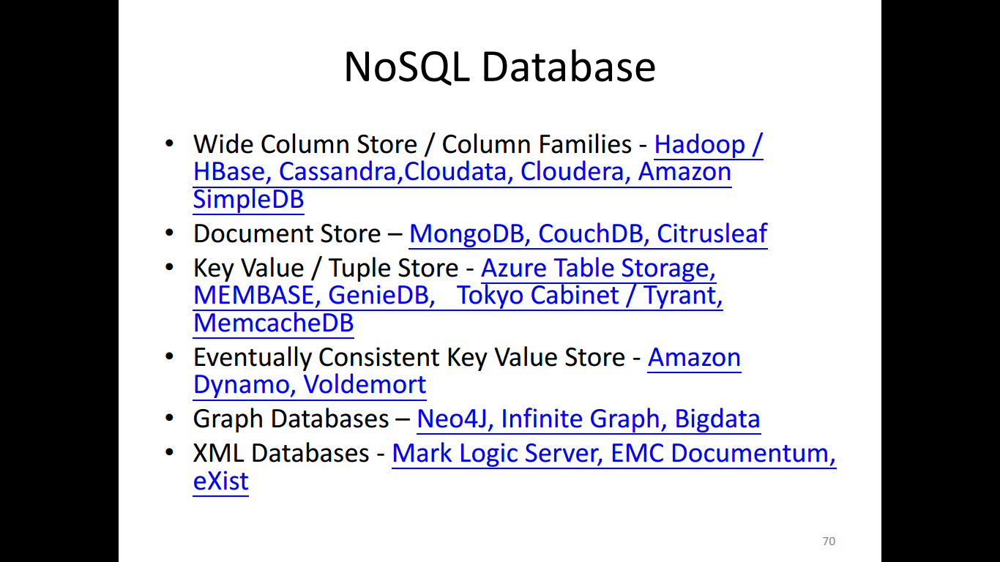 NoSQL Database
• Wide Column Store / Column Families - Hadoop /
HBase, Cassandra,Cloudata, Cloudera, Amazon
SimpleDB
• Document Store – MongoDB, CouchDB, Citrusleaf
• Key Value / Tuple Store - Azure Table Storage,
MEMBASE, GenieDB,   Tokyo Cabinet / Tyrant,
MemcacheDB
• Eventually Consistent Key Value Store - Amazon
Dynamo, Voldemort
• Graph Databases – Neo4J, Infinite Graph, Bigdata
• XML Databases - Mark Logic Server, EMC Documentum,
eXist
70